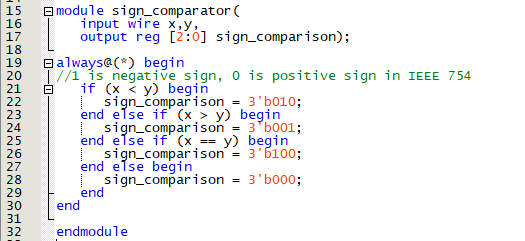 15 module sign_comparator(
16     input wire x,y,
17     output reg [2:0] sign_comparison);
18
19 always@(*) begin
20 //1 is negative sign, 0 is positive sign in IEEE 754
21     if (x < y) begin
22        sign_comparison = 3'b010;
23     end else if (x > y) begin
24        sign_comparison = 3'b001;
25     end else if (x == y) begin
26        sign_comparison = 3'b100;
27     end else begin
28        sign_comparison = 3'b000;
29     end
30 end
31
32 endmodule